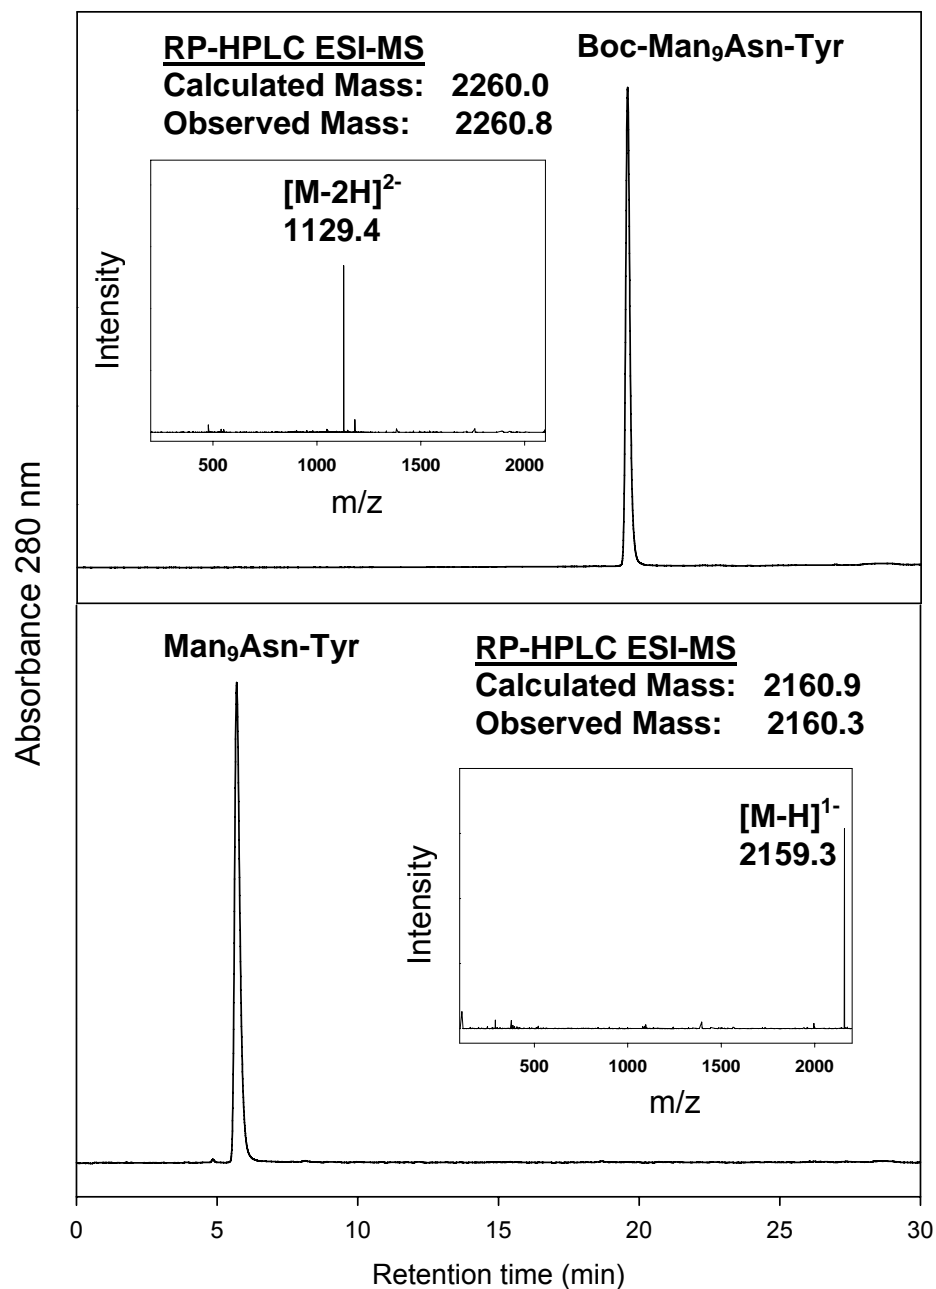 RP-HPLC ESI-MS
Calculated Mass: 2260.0
Observed Mass: 2260.8
Boc-Man₉Asn-Tyr
[M-2H]²⁻
1129.4
Intensity
500 1000 1500 2000
m/z
Absorbance 280 nm
Man₉Asn-Tyr
RP-HPLC ESI-MS
Calculated Mass: 2160.9
Observed Mass: 2160.3
[M-H]¹⁻
2159.3
Intensity
500 1000 1500 2000
m/z
0 5 10 15 20 25 30
Retention time (min)